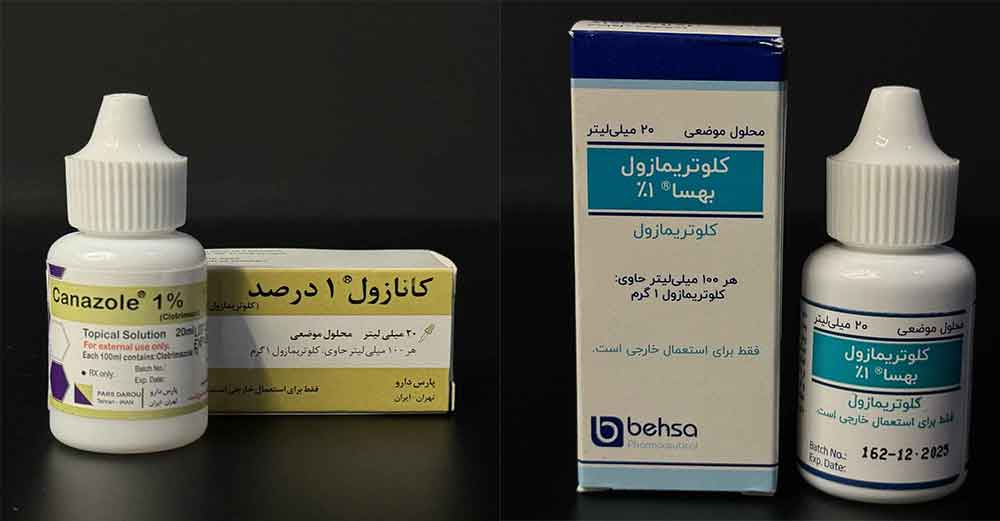 Canazole® 1%
(Clotrimazole)
Topical Solution 20ml
For external use only.
Each 100ml contains: Clotrimazole
• RX only.
Batch No.:
Exp. Date:
PARS DAROU
Tehran - IRAN
پارس دارو
تهران - ایران
کانازول® ۱ درصد
(کلوتریمازول)
۲۰ میلی لیتر محلول موضعی
هر ۱۰۰ میلی لیتر حاوی: کلوتریمازول ۱ گرم
پارس دارو
تهران - ایران
فقط برای استعمال خارجی است
محلول موضعی ۲۰ میلی‌لیتر
کلوتریمازول
بهسا® ۱٪
کلوتریمازول
هر ۱۰۰ میلی‌لیتر حاوی:
کلوتریمازول ۱ گرم
فقط برای استعمال خارجی است.
behsa
Pharmaceutical
محلول موضعی ۲۰ میلی‌لیتر
کلوتریمازول
بهسا® ۱٪
کلوتریمازول
فقط برای استعمال خارجی است.
Batch No.: 162-12-2025
Exp. Date: